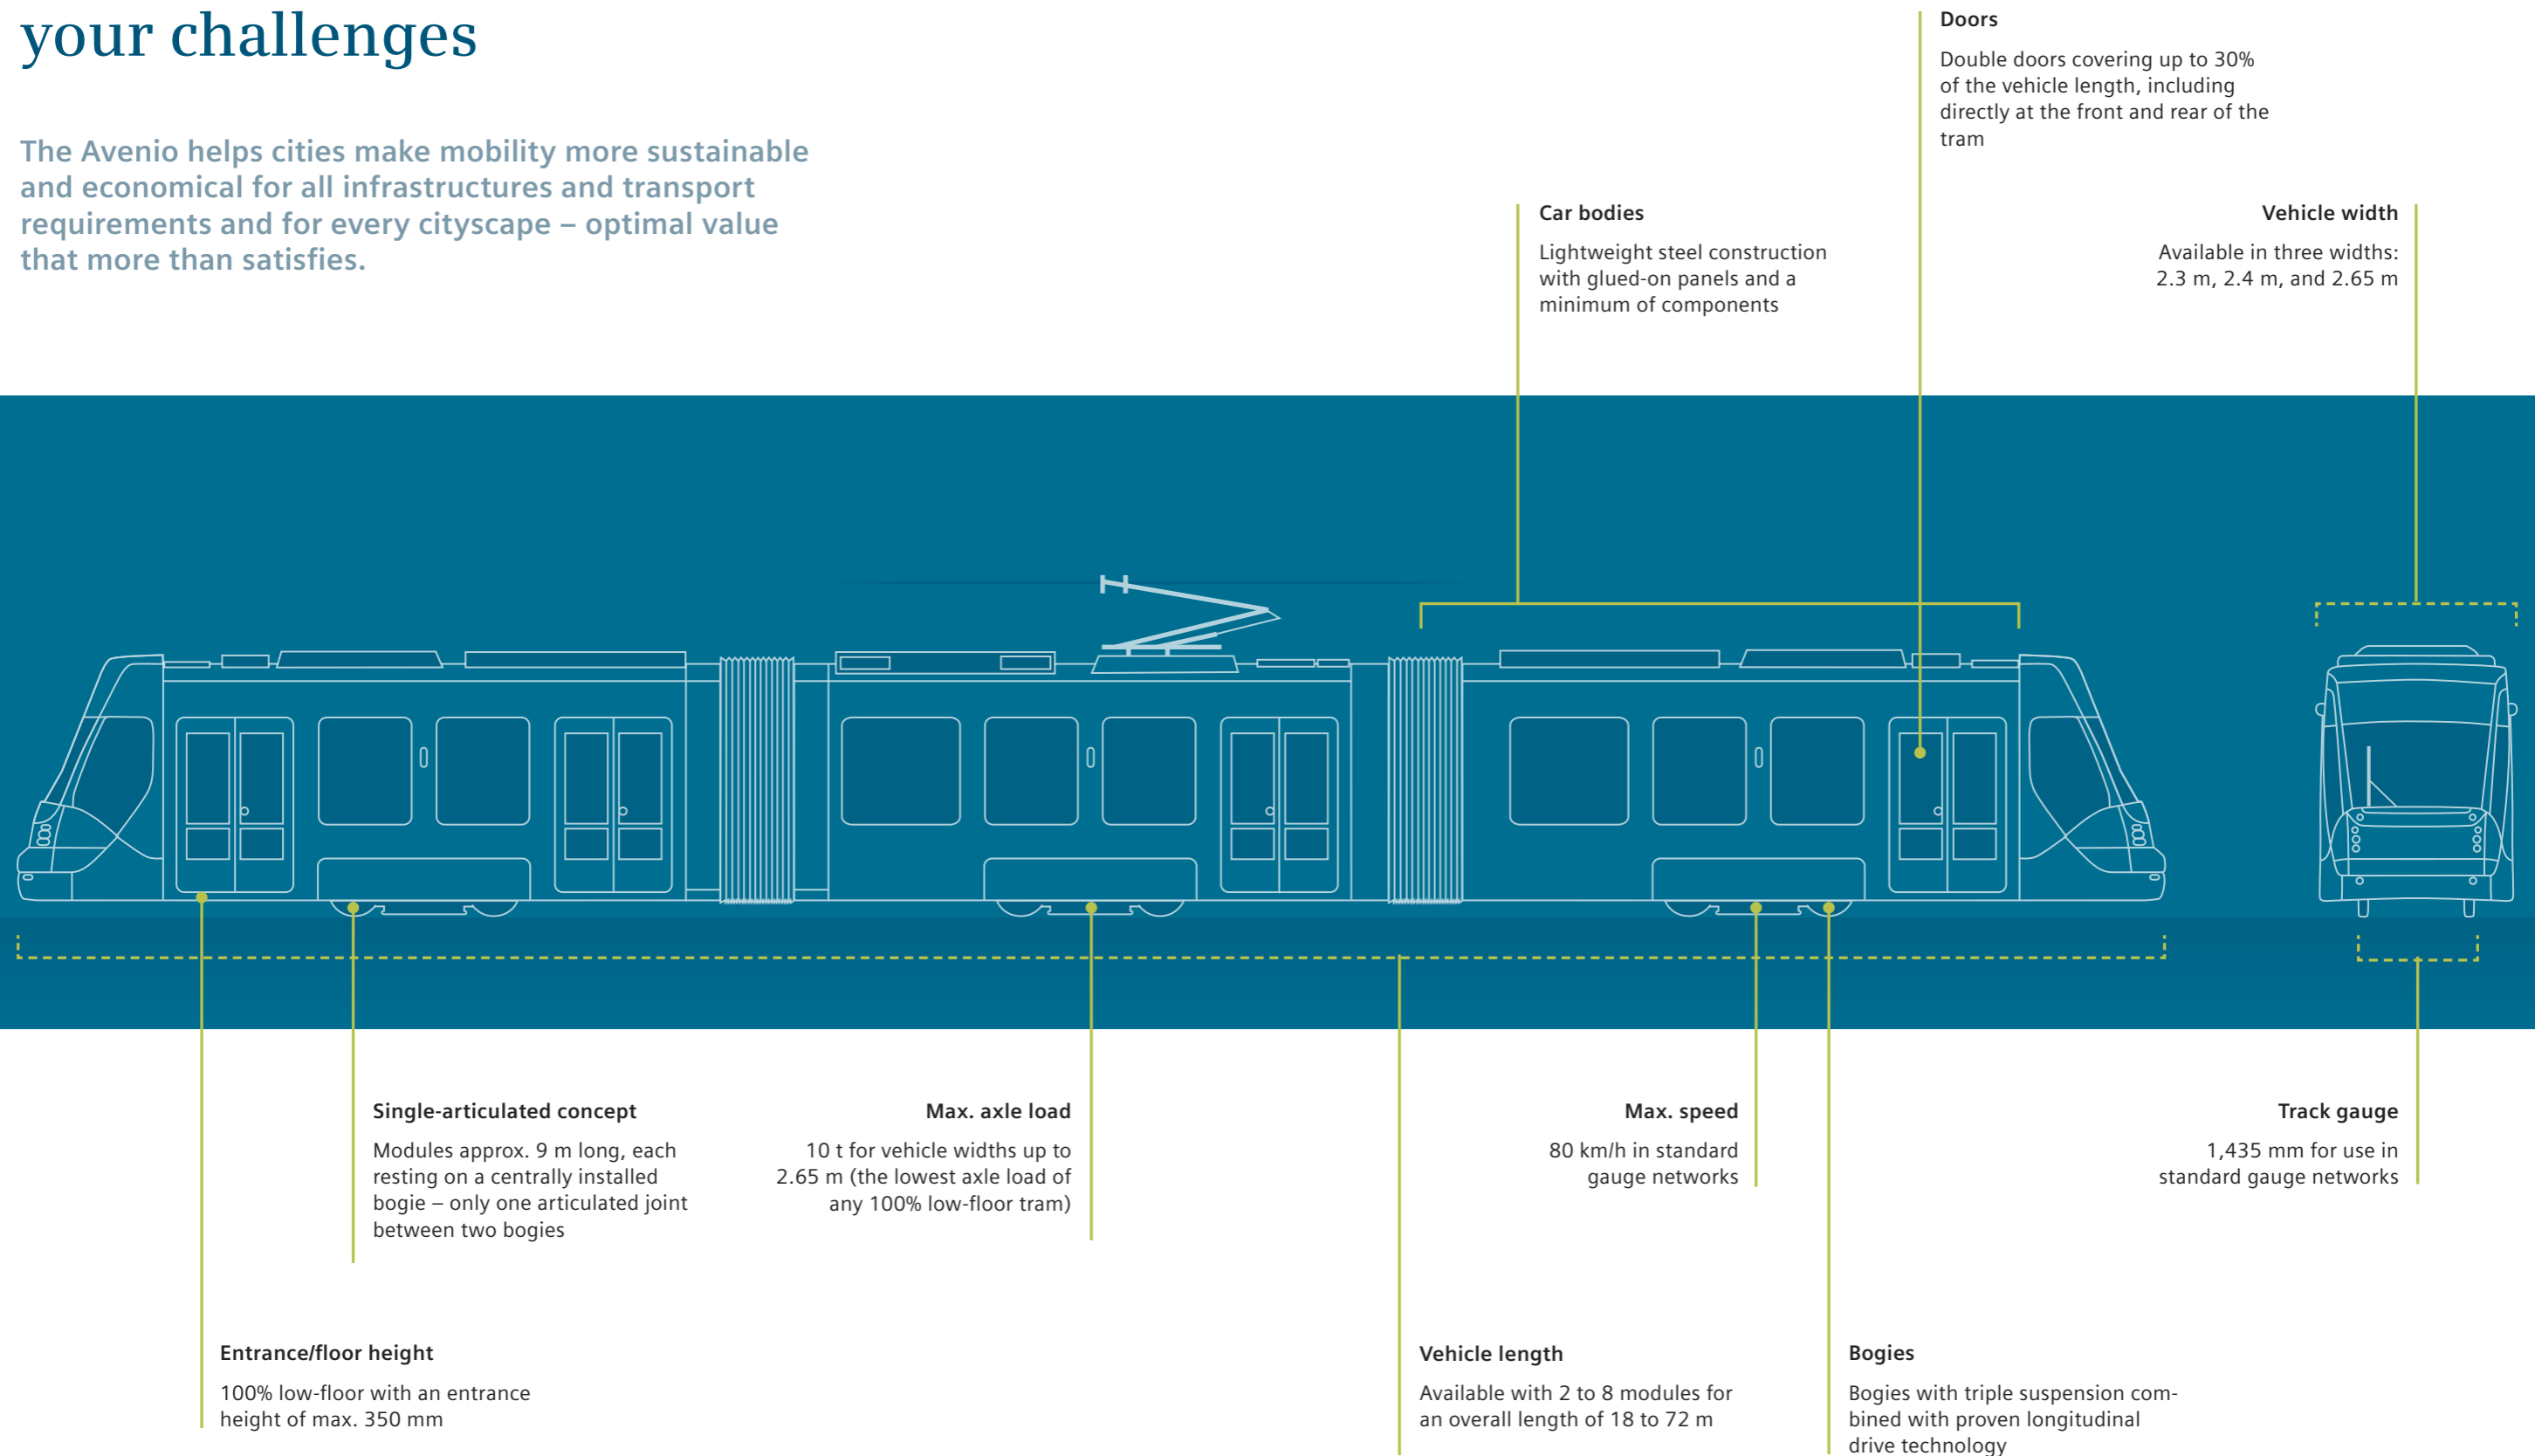 your challenges
The Avenio helps cities make mobility more sustainable
and economical for all infrastructures and transport
requirements and for every cityscape – optimal value
that more than satisfies.
Doors
Double doors covering up to 30%
of the vehicle length, including
directly at the front and rear of the
tram
Car bodies
Lightweight steel construction
with glued-on panels and a
minimum of components
Vehicle width
Available in three widths:
2.3 m, 2.4 m, and 2.65 m
Single-articulated concept
Modules approx. 9 m long, each
resting on a centrally installed
bogie – only one articulated joint
between two bogies
Max. axle load
10 t for vehicle widths up to
2.65 m (the lowest axle load of
any 100% low-floor tram)
Max. speed
80 km/h in standard
gauge networks
Track gauge
1,435 mm for use in
standard gauge networks
Entrance/floor height
100% low-floor with an entrance
height of max. 350 mm
Vehicle length
Available with 2 to 8 modules for
an overall length of 18 to 72 m
Bogies
Bogies with triple suspension com-
bined with proven longitudinal
drive technology